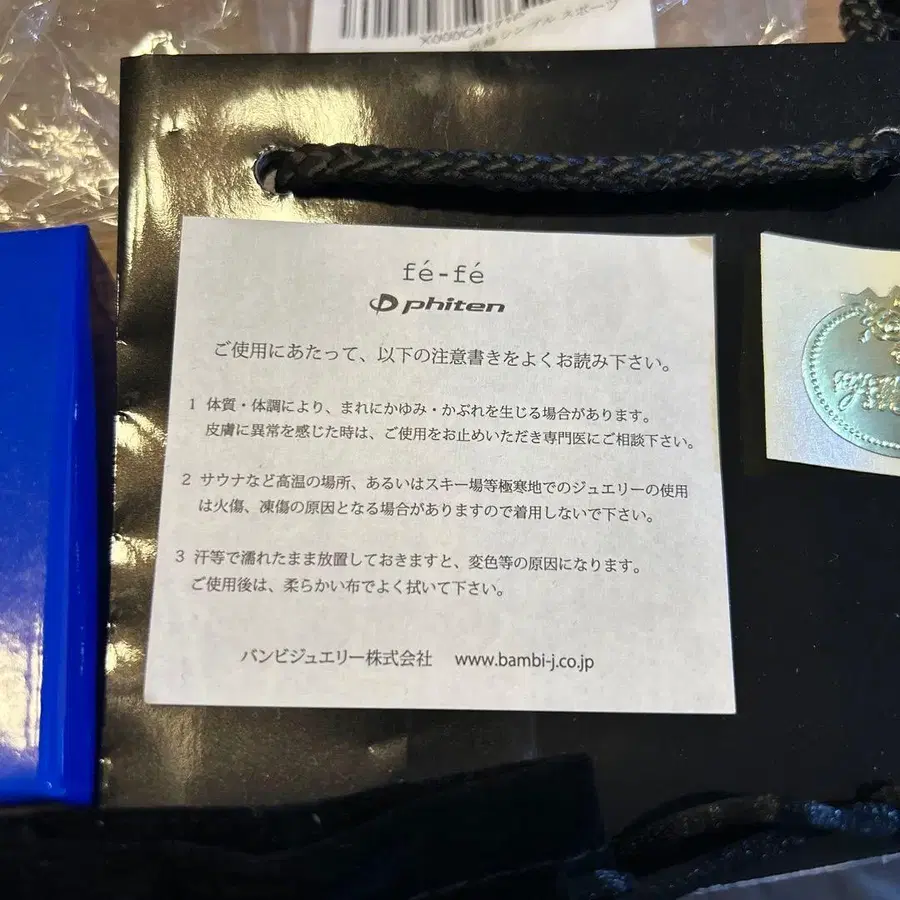 fé-fé
phiten
ご使用にあたって、以下の注意書きをよくお読み下さい。
1 体質・体調により、まれにかゆみ・かぶれを生じる場合があります。
皮膚に異常を感じた時は、ご使用をお止めいただき専門医にご相談下さい。
2 サウナなど高温の場所、あるいはスキー場等極寒地でのジュエリーの使用
は火傷、凍傷の原因となる場合がありますので着用しないで下さい。
3 汗等で濡れたまま放置しておきますと、変色等の原因になります。
ご使用後は、柔らかい布でよく拭いて下さい。
バンビジュエリー株式会社 www.bambi-j.co.jp